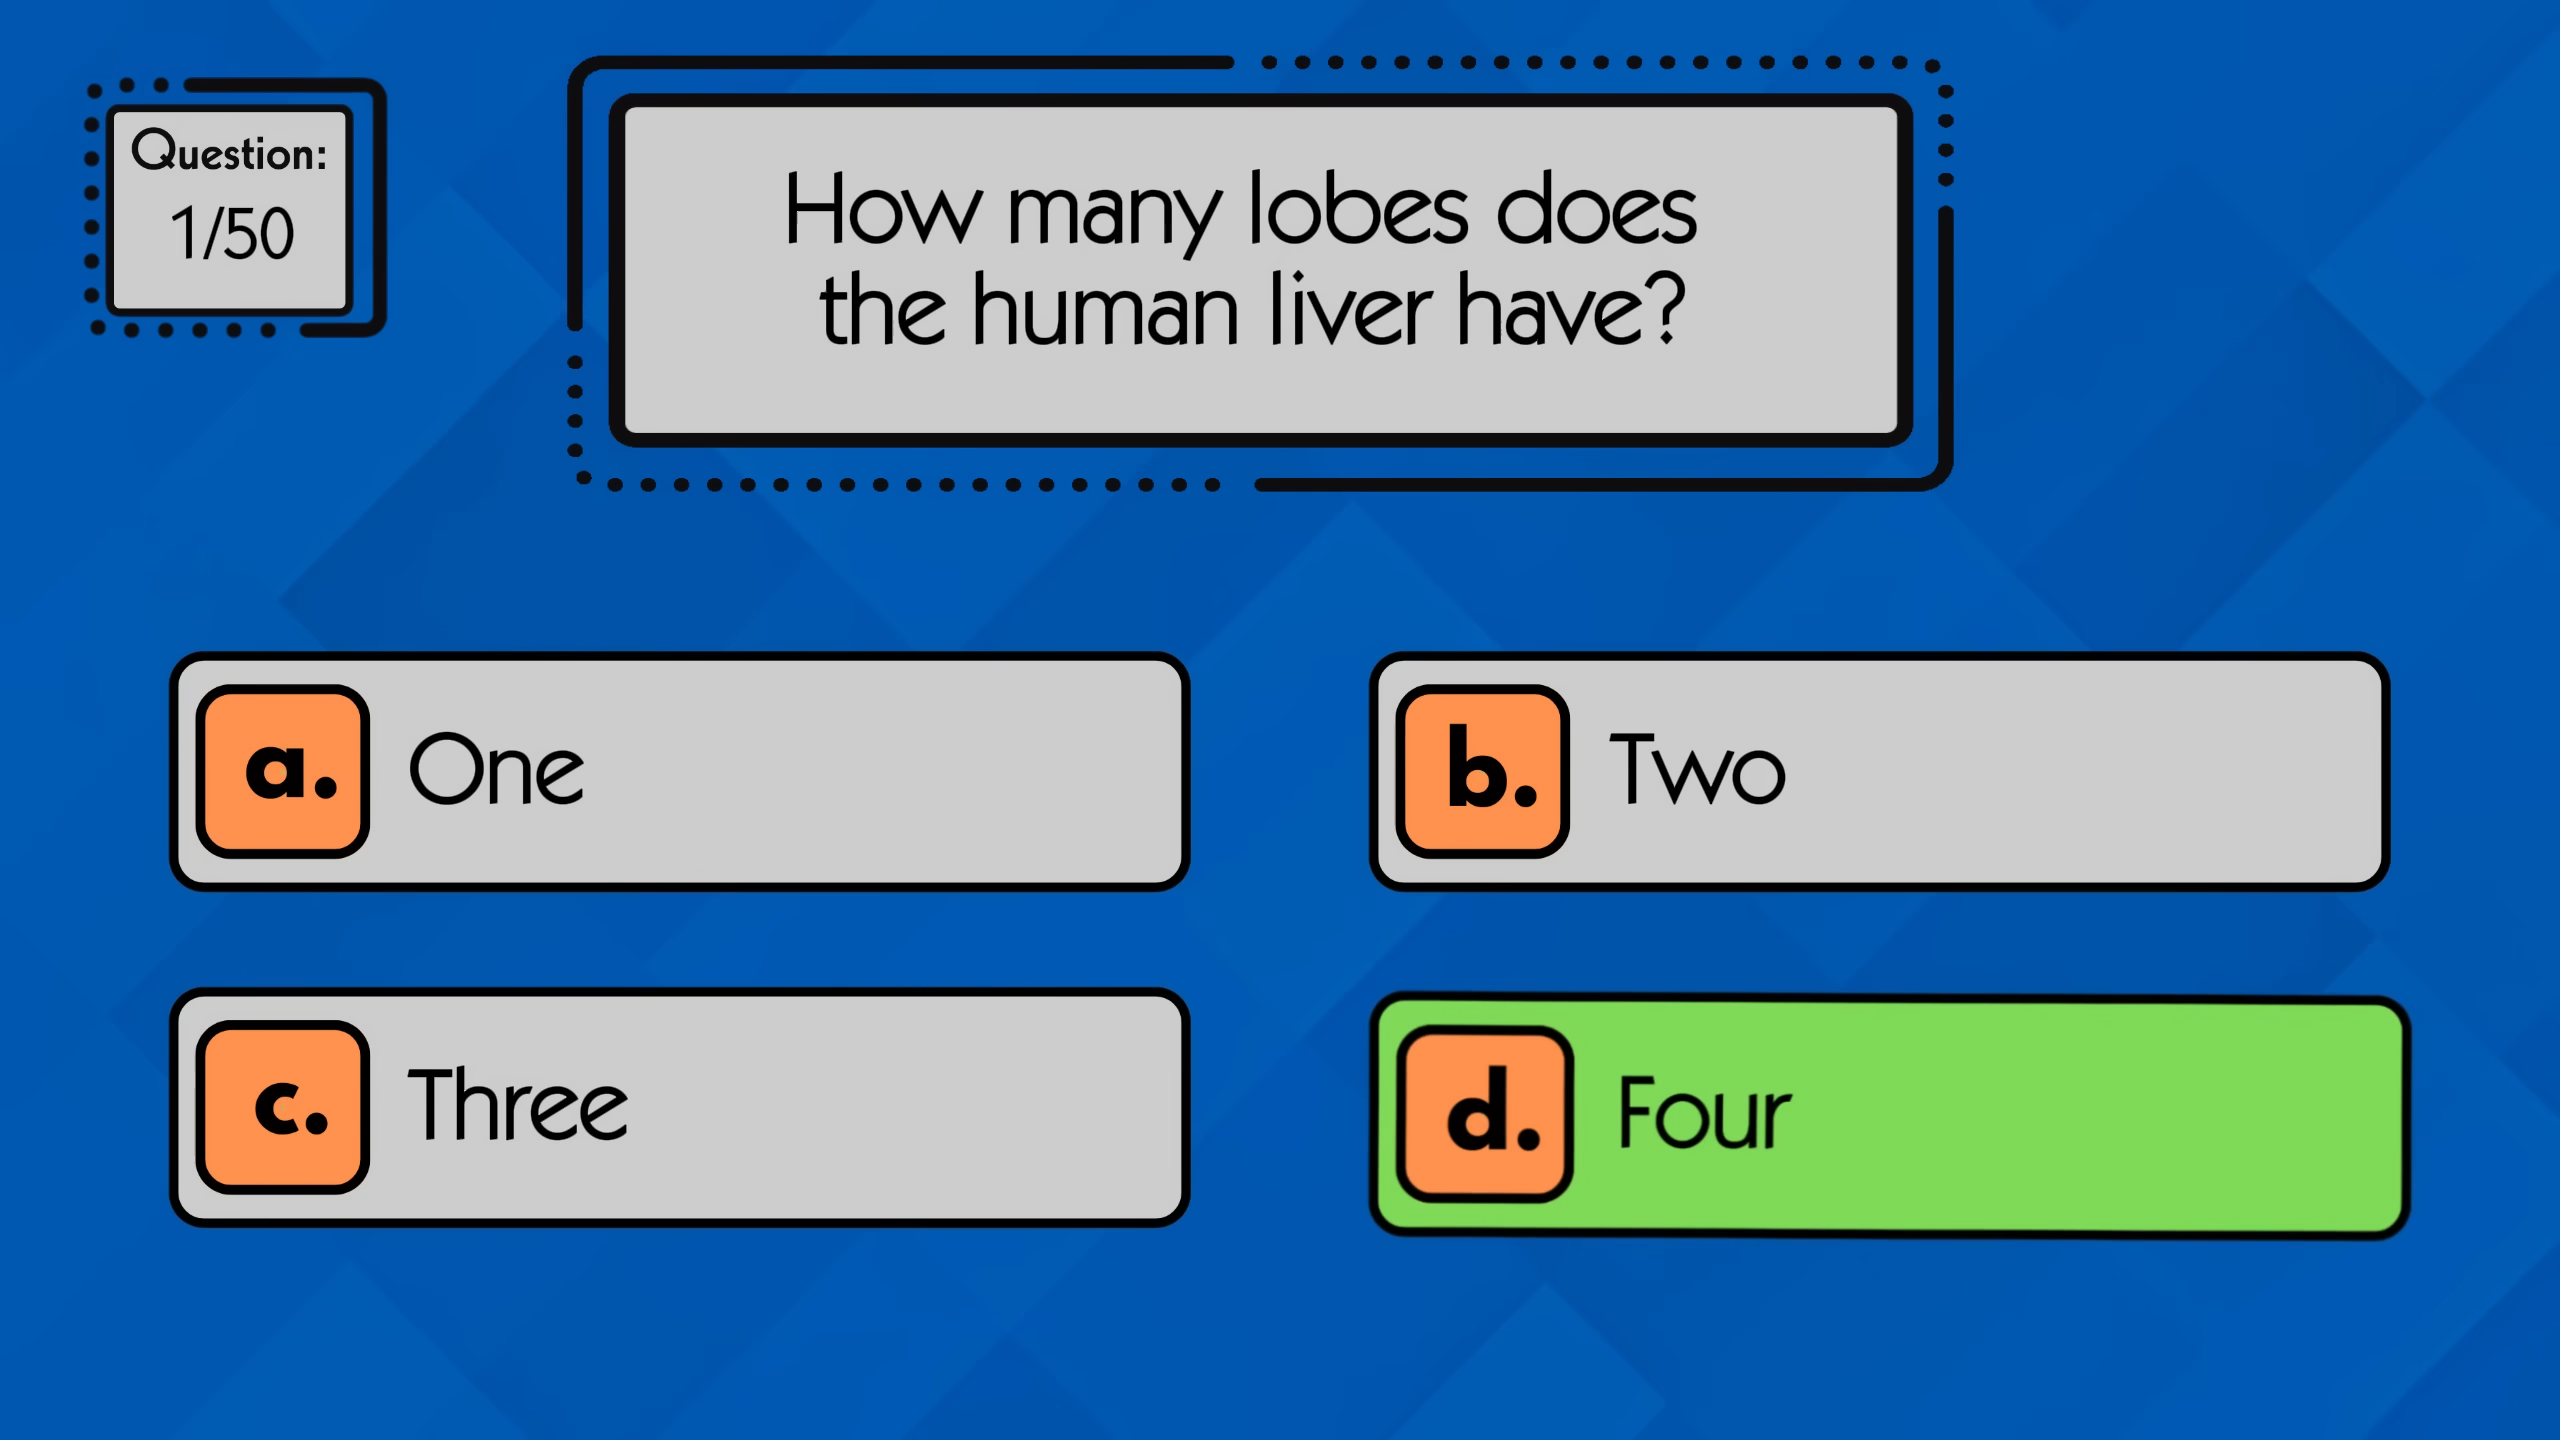 Question:
1/50
How many lobes does
the human liver have?
a. One
b. Two
c. Three
d. Four